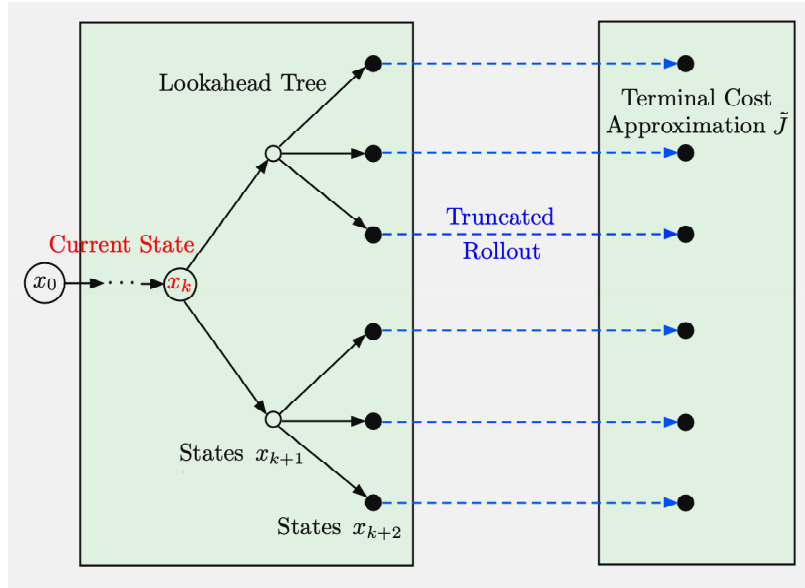 Lookahead Tree
Terminal Cost
Approximation J̃
Truncated
Rollout
Current State
x₀ ··· xₖ
States xₖ₊₁
States xₖ₊₂